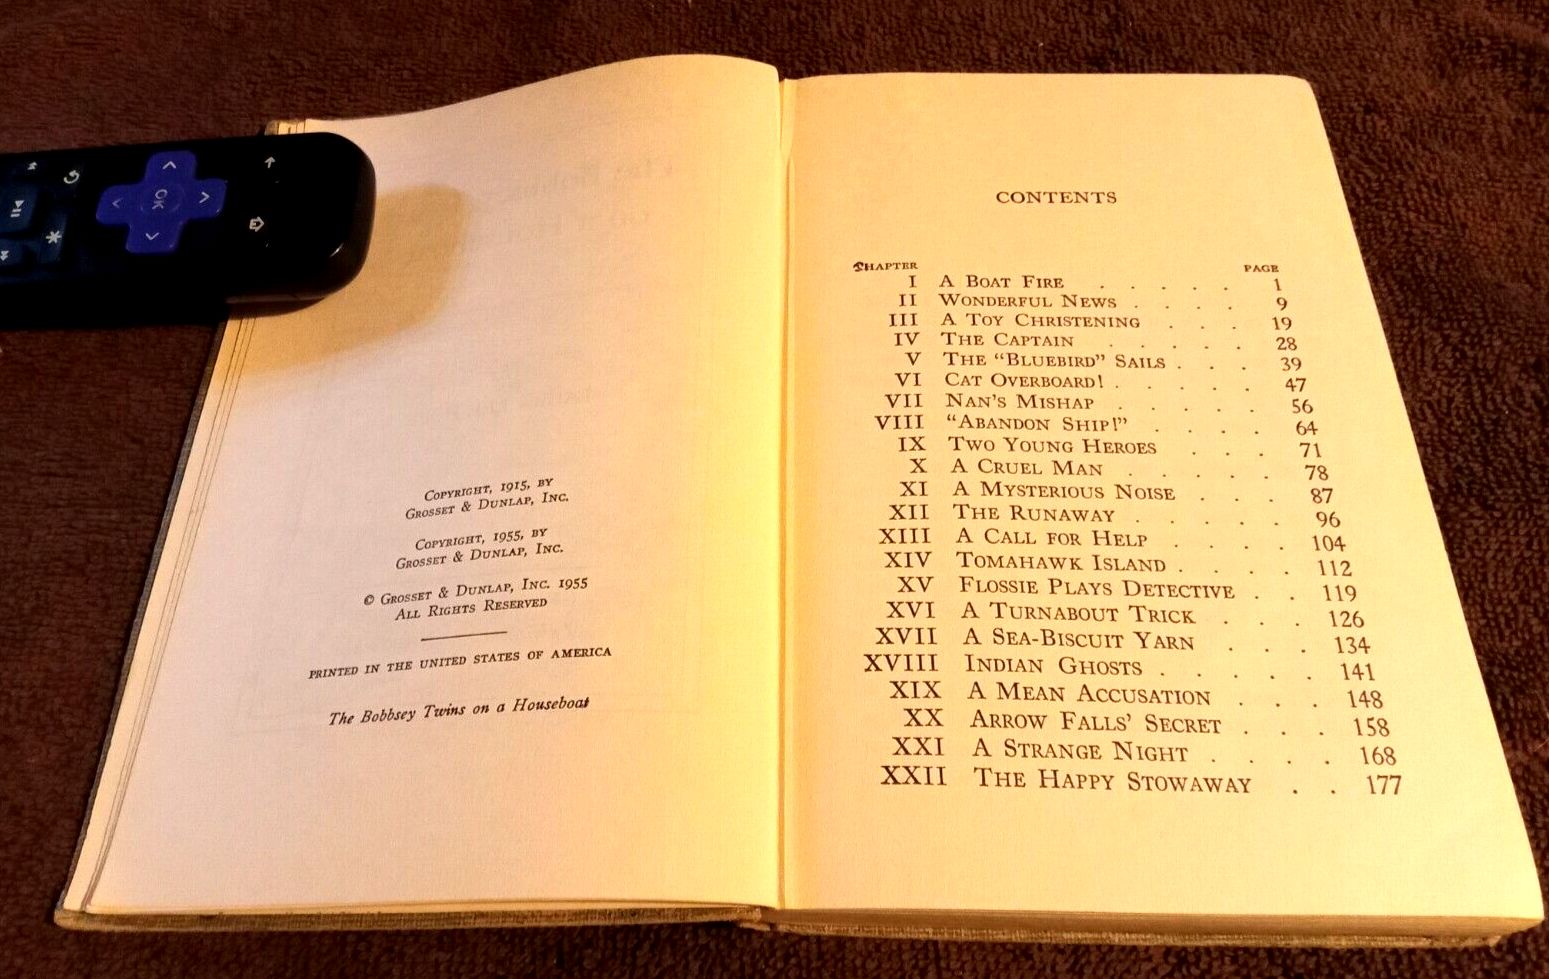 OK
COPYRIGHT, 1915, BY
GROSSET & DUNLAP, INC.
COPYRIGHT, 1955, BY
GROSSET & DUNLAP, INC.
© GROSSET & DUNLAP, INC. 1955
ALL RIGHTS RESERVED
PRINTED IN THE UNITED STATES OF AMERICA
The Bobbsey Twins on a Houseboat
CONTENTS
CHAPTER PAGE
I A BOAT FIRE . . . . . 1
II WONDERFUL NEWS . . . . 9
III A TOY CHRISTENING . . . 19
IV THE CAPTAIN . . . . . 28
V THE "BLUEBIRD" SAILS . . . 39
VI CAT OVERBOARD! . . . . . 47
VII NAN'S MISHAP . . . . . 56
VIII "ABANDON SHIP!" . . . . 64
IX TWO YOUNG HEROES . . . 71
X A CRUEL MAN . . . . . 78
XI A MYSTERIOUS NOISE . . . 87
XII THE RUNAWAY . . . . . 96
XIII A CALL FOR HELP . . . . 104
XIV TOMAHAWK ISLAND . . . . 112
XV FLOSSIE PLAYS DETECTIVE . . 119
XVI A TURNABOUT TRICK . . . 126
XVII A SEA-BISCUIT YARN . . . 134
XVIII INDIAN GHOSTS . . . . . 141
XIX A MEAN ACCUSATION . . . 148
XX ARROW FALLS' SECRET . . . 158
XXI A STRANGE NIGHT . . . . 168
XXII THE HAPPY STOWAWAY . . 177